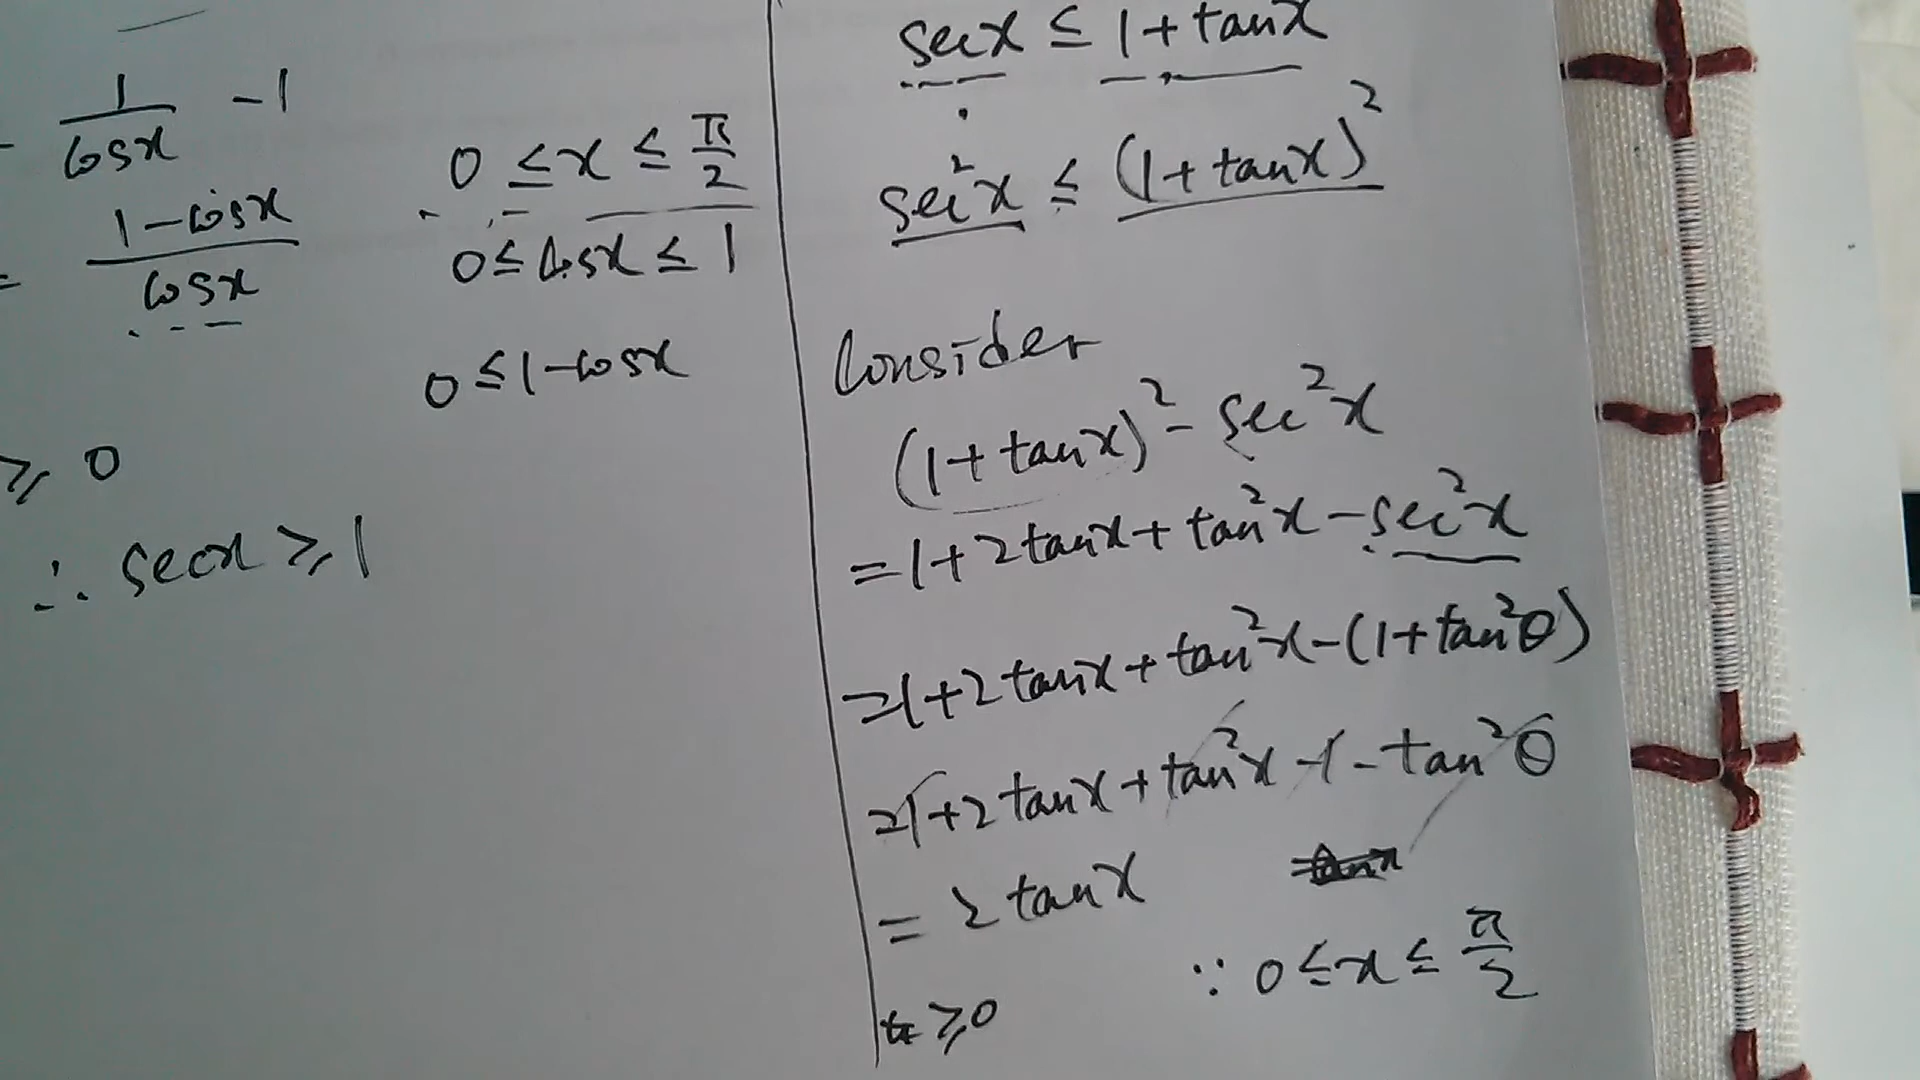 1/cosx - 1
= (1-cosx)/cosx
≥ 0
∴ secx ≥ 1
0 ≤ x ≤ π/2
0 ≤ cosx ≤ 1
0 ≤ 1-cosx
secx ≤ 1+tanx
sec²x ≤ (1+tanx)²
Consider
(1+tanx)² - sec²x
= 1+2tanx+tan²x-sec²x
= 1+2tanx+tan²x-(1+tan²θ)
= 1+2tanx+tan²x-1-tan²θ
= 2tanx
≥ 0 ∵ 0 ≤ x ≤ π/2